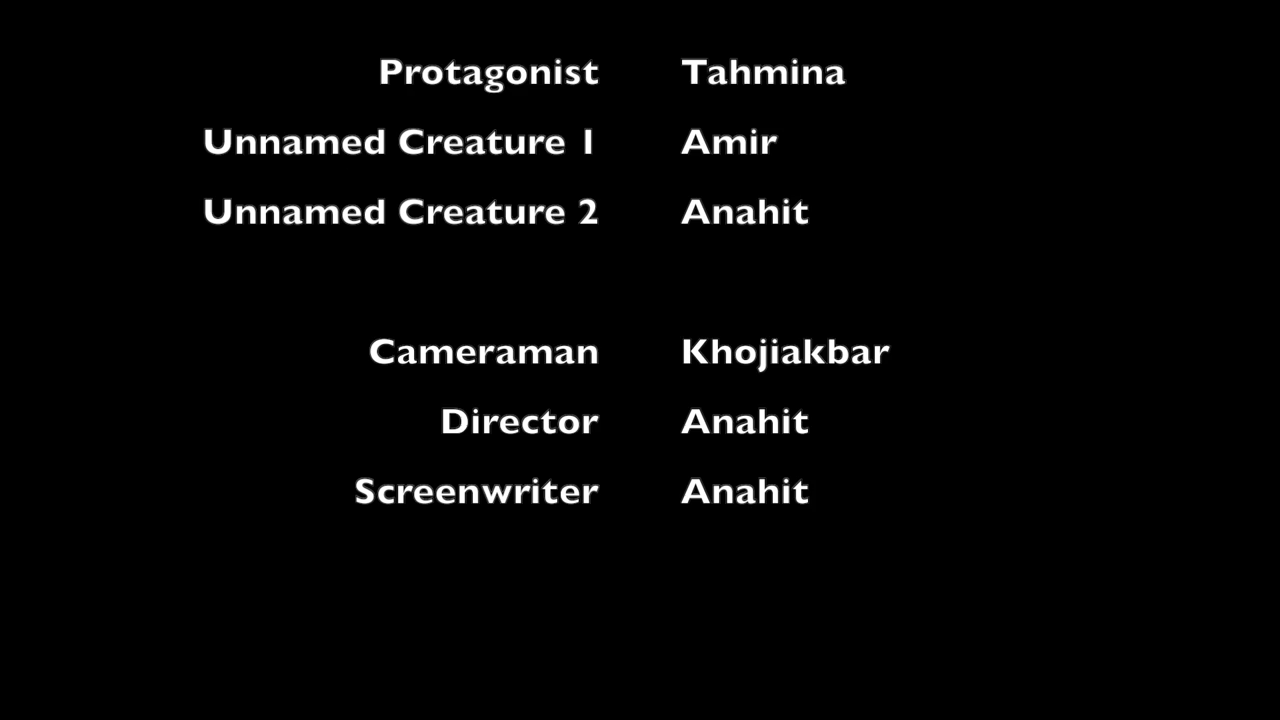 Protagonist Tahmina
Unnamed Creature 1 Amir
Unnamed Creature 2 Anahit
Cameraman Khojiakbar
Director Anahit
Screenwriter Anahit